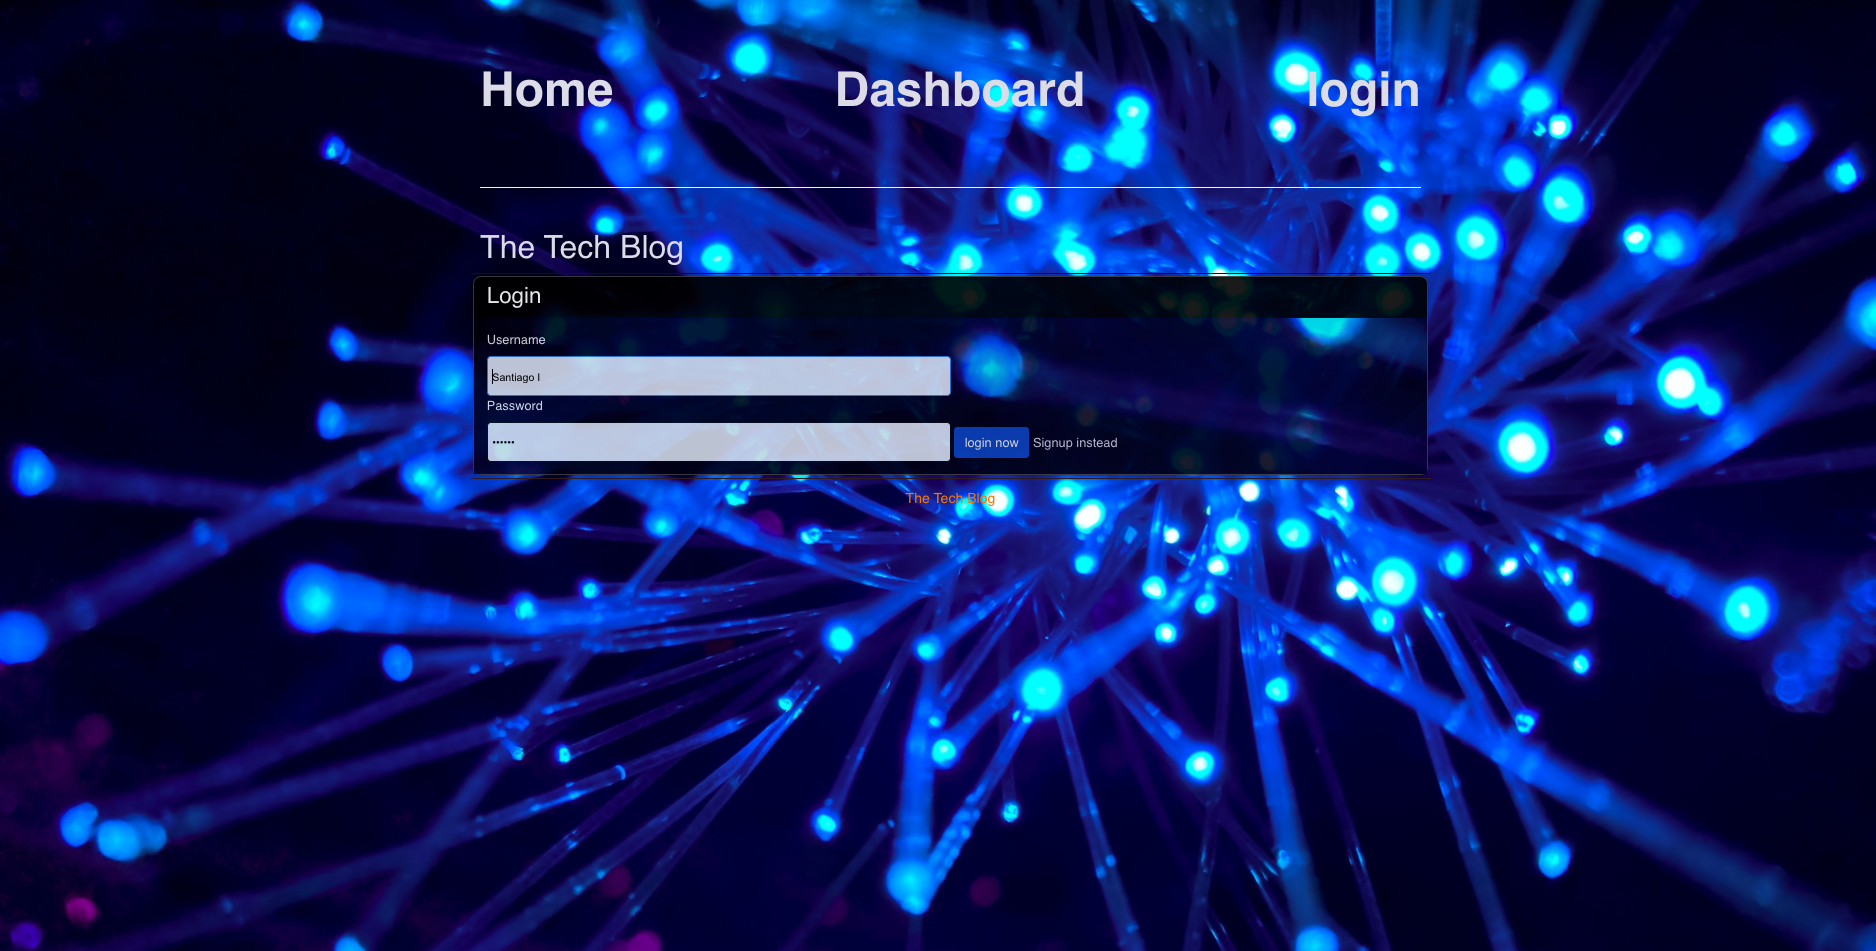 Home Dashboard login
The Tech Blog
Login
Username
Santiago I
Password
••••••
login now Signup instead
The Tech Blog